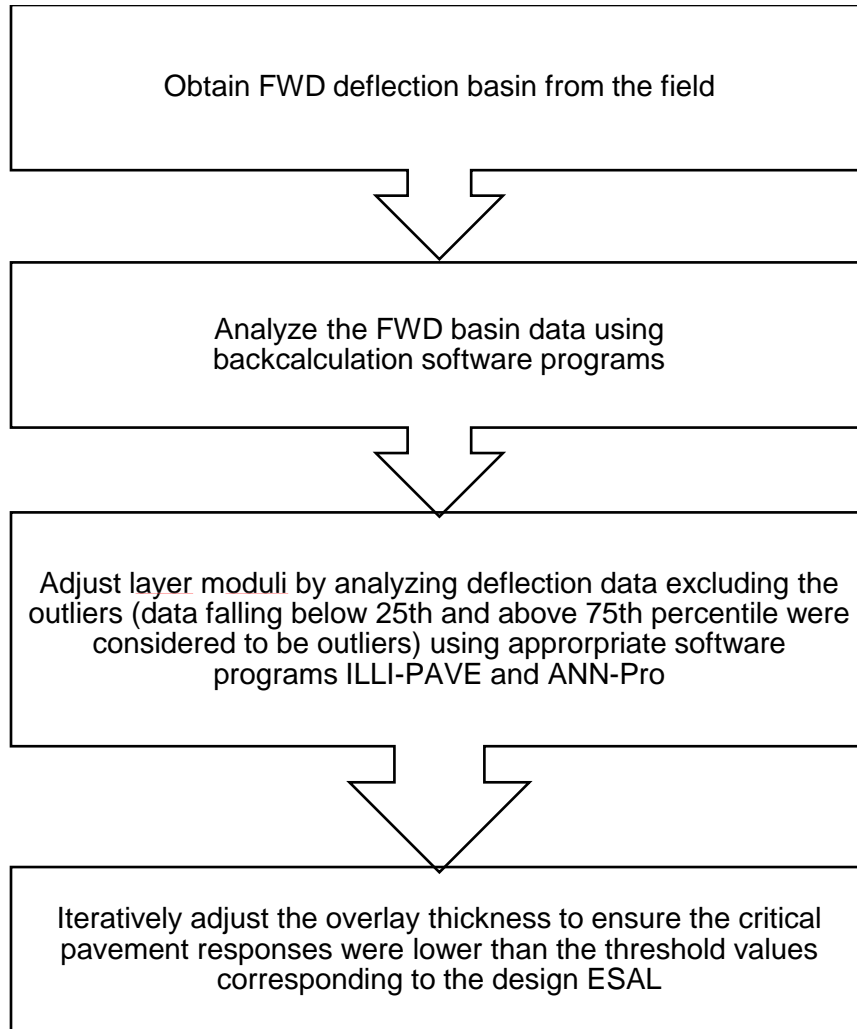 Obtain FWD deflection basin from the field
Analyze the FWD basin data using
backcalculation software programs
Adjust layer moduli by analyzing deflection data excluding the
outliers (data falling below 25th and above 75th percentile were
considered to be outliers) using approrpriate software
programs ILLI-PAVE and ANN-Pro
Iteratively adjust the overlay thickness to ensure the critical
pavement responses were lower than the threshold values
corresponding to the design ESAL